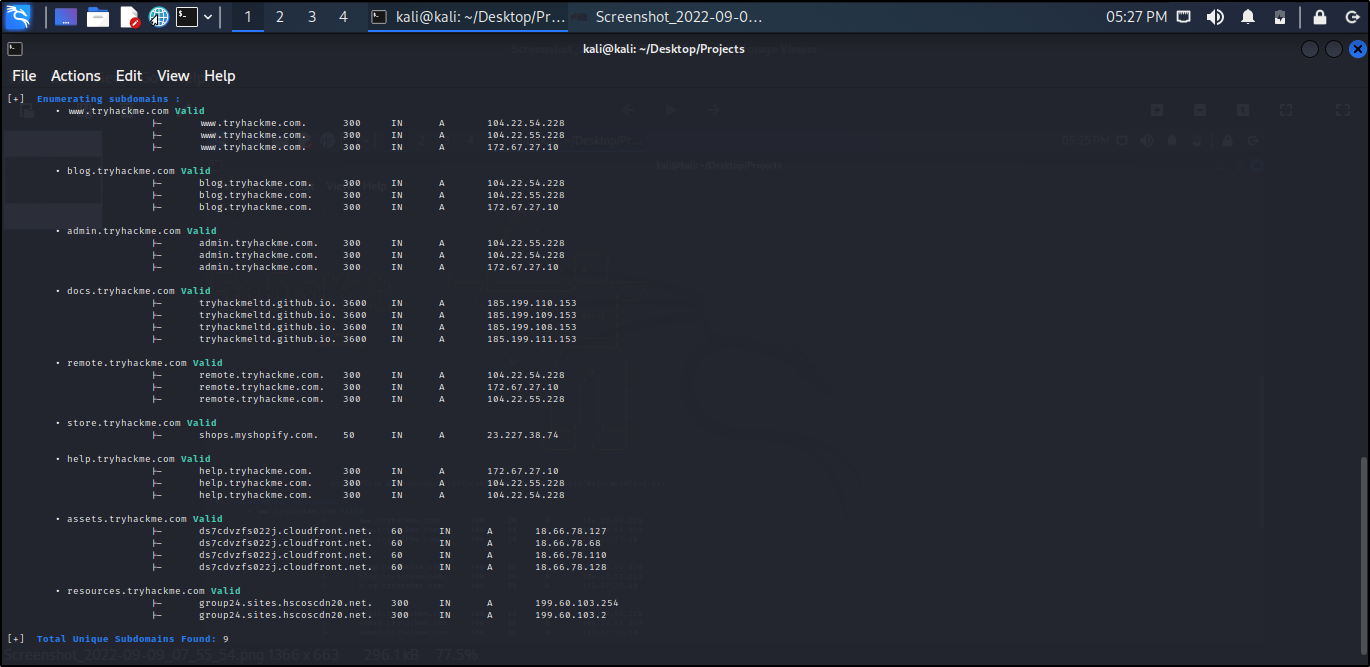 1 2 3 4 kali@kali: ~/Desktop/Pr... Screenshot_2022-09-0... 05:27 PM
kali@kali: ~/Desktop/Projects
File Actions Edit View Help
[+] Enumerating subdomains :
• www.tryhackme.com Valid
├─ www.tryhackme.com. 300 IN A 104.22.54.228
├─ www.tryhackme.com. 300 IN A 104.22.55.228
├─ www.tryhackme.com. 300 IN A 172.67.27.10
• blog.tryhackme.com Valid
├─ blog.tryhackme.com. 300 IN A 104.22.54.228
├─ blog.tryhackme.com. 300 IN A 104.22.55.228
├─ blog.tryhackme.com. 300 IN A 172.67.27.10
• admin.tryhackme.com Valid
├─ admin.tryhackme.com. 300 IN A 104.22.55.228
├─ admin.tryhackme.com. 300 IN A 104.22.54.228
├─ admin.tryhackme.com. 300 IN A 172.67.27.10
• docs.tryhackme.com Valid
├─ tryhackmeltd.github.io. 3600 IN A 185.199.110.153
├─ tryhackmeltd.github.io. 3600 IN A 185.199.109.153
├─ tryhackmeltd.github.io. 3600 IN A 185.199.108.153
├─ tryhackmeltd.github.io. 3600 IN A 185.199.111.153
• remote.tryhackme.com Valid
├─ remote.tryhackme.com. 300 IN A 104.22.54.228
├─ remote.tryhackme.com. 300 IN A 172.67.27.10
├─ remote.tryhackme.com. 300 IN A 104.22.55.228
• store.tryhackme.com Valid
├─ shops.myshopify.com. 50 IN A 23.227.38.74
• help.tryhackme.com Valid
├─ help.tryhackme.com. 300 IN A 172.67.27.10
├─ help.tryhackme.com. 300 IN A 104.22.55.228
├─ help.tryhackme.com. 300 IN A 104.22.54.228
• assets.tryhackme.com Valid
├─ ds7cdvzfs022j.cloudfront.net. 60 IN A 18.66.78.127
├─ ds7cdvzfs022j.cloudfront.net. 60 IN A 18.66.78.68
├─ ds7cdvzfs022j.cloudfront.net. 60 IN A 18.66.78.110
├─ ds7cdvzfs022j.cloudfront.net. 60 IN A 18.66.78.128
• resources.tryhackme.com Valid
├─ group24.sites.hscoscdn20.net. 300 IN A 199.60.103.254
├─ group24.sites.hscoscdn20.net. 300 IN A 199.60.103.2
[+] Total Unique Subdomains Found: 9
Screenshot_2022-09-09_07_55_54.png 1366 x 663 296.1 kB 77.5%